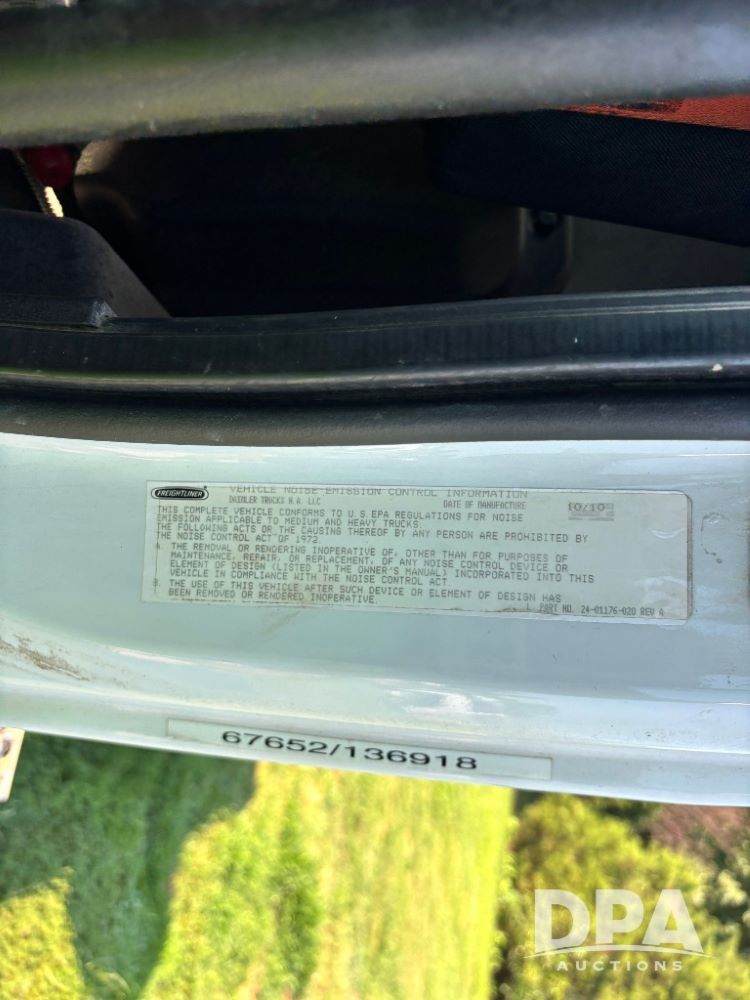 FREIGHTLINER
VEHICLE NOISE EMISSION CONTROL INFORMATION
DAIMLER TRUCKS N.A. LLC DATE OF MANUFACTURE 10/10
THIS COMPLETE VEHICLE CONFORMS TO U.S.EPA REGULATIONS FOR NOISE
EMISSION APPLICABLE TO MEDIUM AND HEAVY TRUCKS.
THE FOLLOWING ACTS OR THE CAUSING THEREOF BY ANY PERSON ARE PROHIBITED BY
THE NOISE CONTROL ACT OF 1972
A. THE REMOVAL OR RENDERING INOPERATIVE OF, OTHER THAN FOR PURPOSES OF
MAINTENANCE, REPAIR, OR REPLACEMENT, OF ANY NOISE CONTROL DEVICE OR
ELEMENT OF DESIGN (LISTED IN THE OWNER'S MANUAL) INCORPORATED INTO THIS
VEHICLE IN COMPLIANCE WITH THE NOISE CONTROL ACT.
B. THE USE OF THIS VEHICLE AFTER SUCH DEVICE OR ELEMENT OF DESIGN HAS
BEEN REMOVED OR RENDERED INOPERATIVE.
PART NO. 24-01176-020 REV A
67652/136918
DPA
AUCTIONS